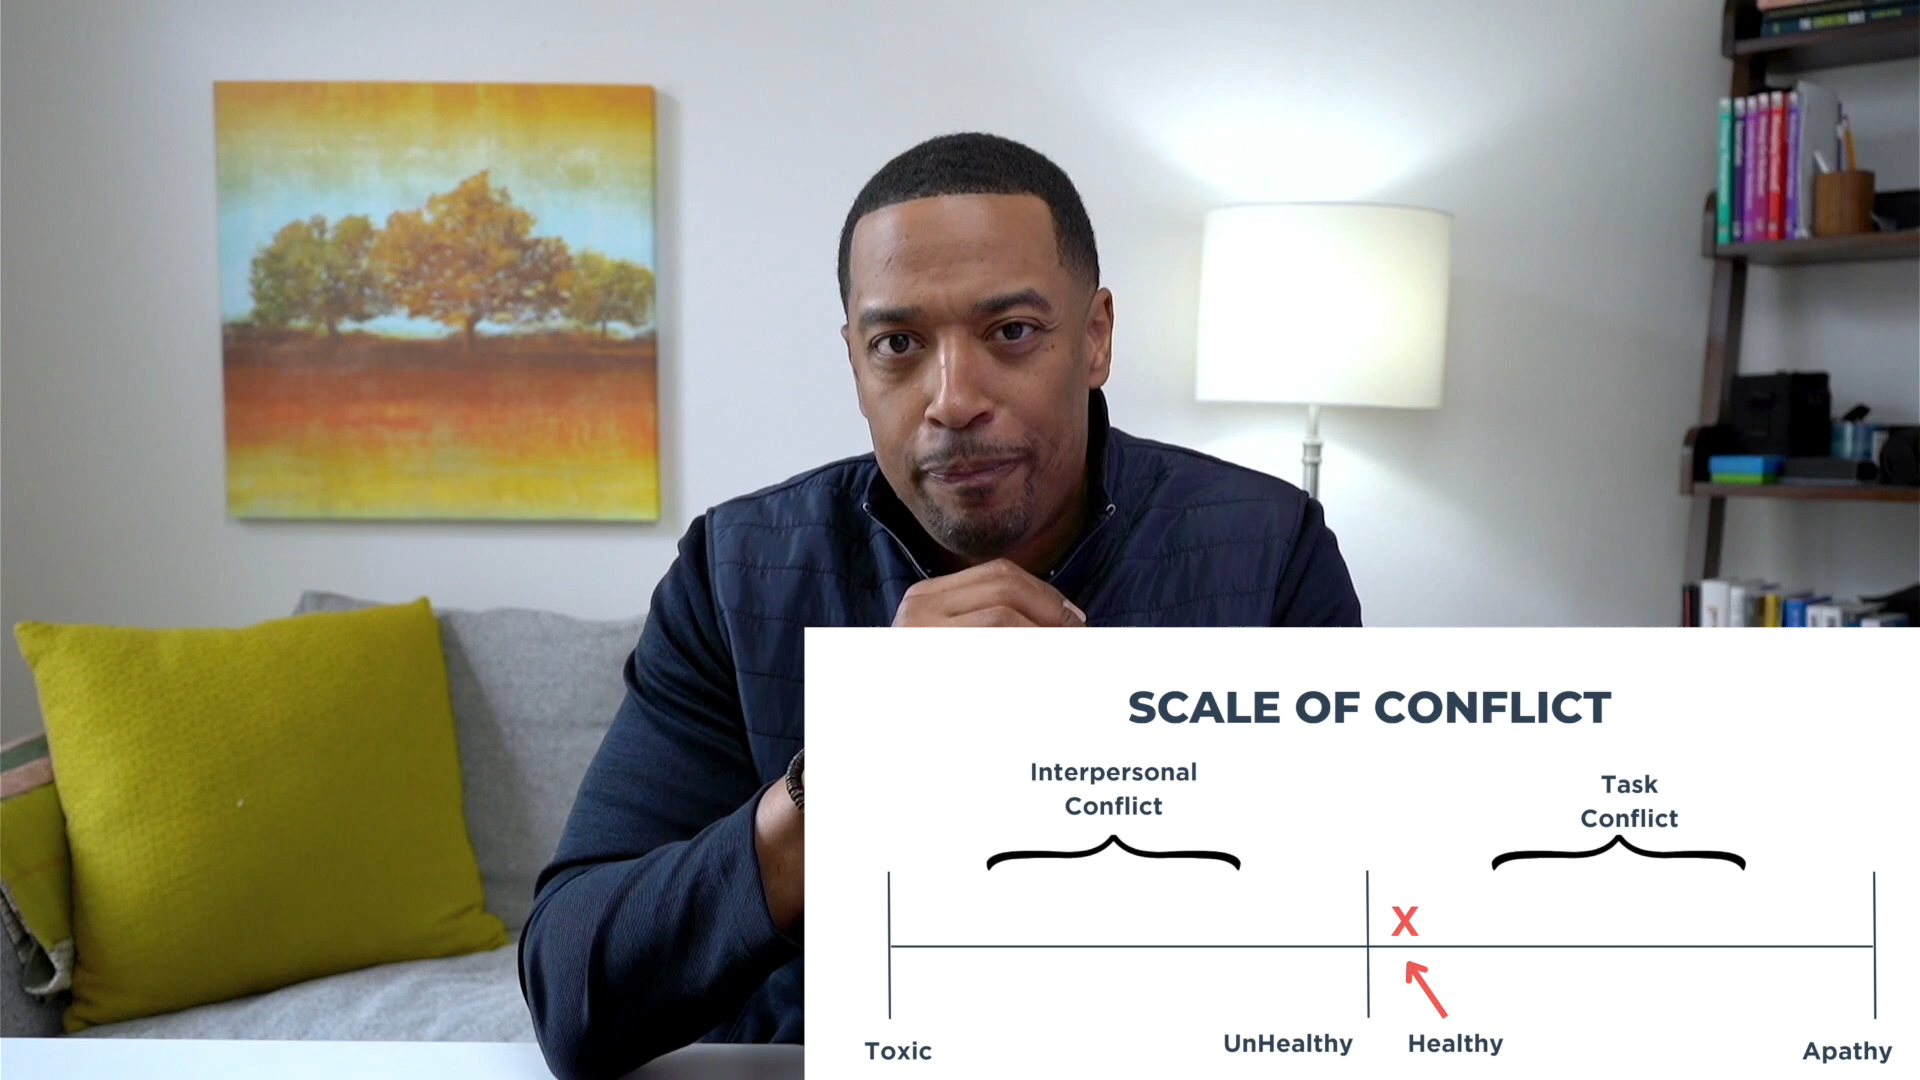 SCALE OF CONFLICT
Interpersonal
Conflict
Task
Conflict
X
Toxic
UnHealthy
Healthy
Apathy